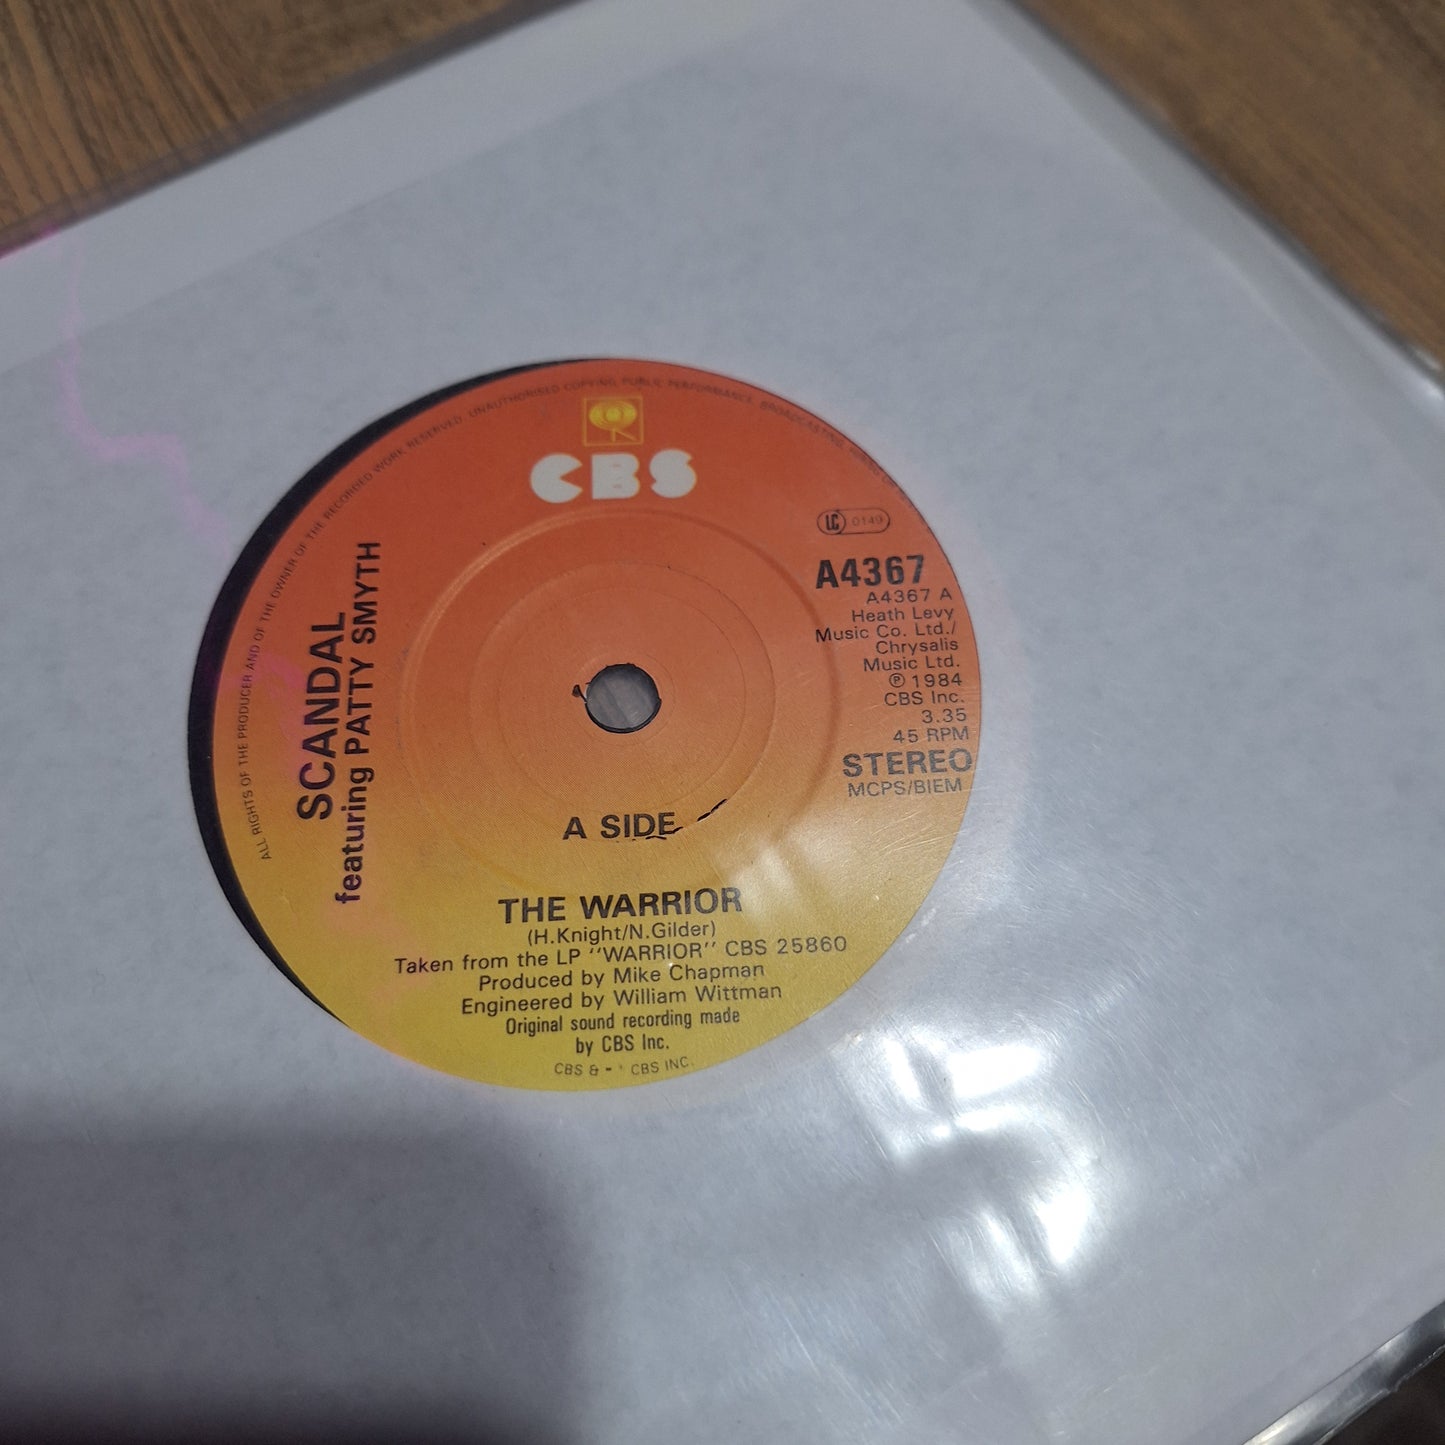 ALL RIGHTS OF THE PRODUCER AND OF THE OWNER OF THE RECORDED WORK RESERVED. UNAUTHORISED COPYING, PUBLIC PERFORMANCE, BROADCASTING,
CBS
LC 0149
SCANDAL
featuring PATTY SMYTH
A4367
A4367 A
Heath Levy
Music Co. Ltd./
Chrysalis
Music Ltd.
℗ 1984
CBS Inc.
3.35
45 RPM
STEREO
MCPS/BIEM
A SIDE
THE WARRIOR
(H.Knight/N.Gilder)
Taken from the LP "WARRIOR" CBS 25860
Produced by Mike Chapman
Engineered by William Wittman
Original sound recording made
by CBS Inc.
CBS & CBS INC.